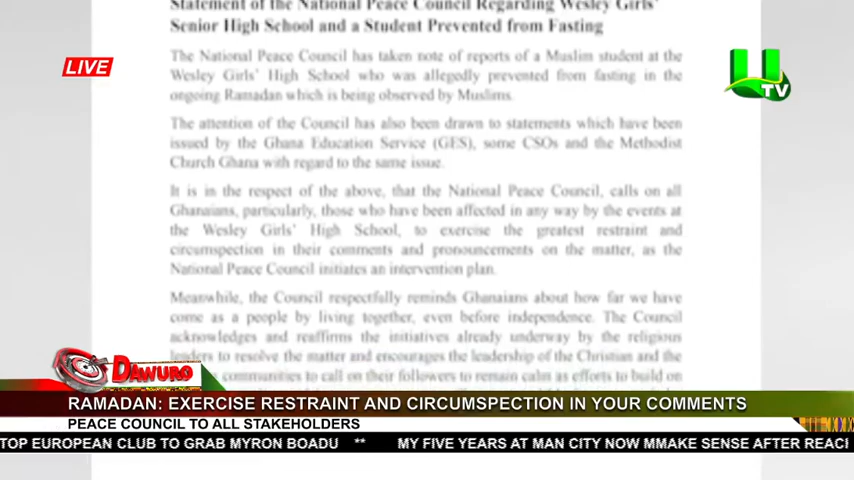 Statement of the National Peace Council Regarding Wesley Girls'
Senior High School and a Student Prevented from Fasting
LIVE
U
TV
The National Peace Council has taken note of reports of a Muslim student at the
Wesley Girls' High School who was allegedly prevented from fasting in the
ongoing Ramadan which is being observed by Muslims.
The attention of the Council has also been drawn to statements which have been
issued by the Ghana Education Service (GES), some CSOs and the Methodist
Church Ghana with regard to the same issue.
It is in the respect of the above, that the National Peace Council, calls on all
Ghanaians, particularly, those who have been affected in any way by the events at
the Wesley Girls' High School, to exercise the greatest restraint and
circumspection in their comments and pronouncements on the matter, as the
National Peace Council initiates an intervention plan.
Meanwhile, the Council respectfully reminds Ghanaians about how far we have
come as a people by living together, even before independence. The Council
acknowledges and reaffirms the initiatives already underway by the religious
leaders to resolve the matter and encourages the leadership of the Christian and the
communities to call on their followers to remain calm as efforts to build on
DAWURO
RAMADAN: EXERCISE RESTRAINT AND CIRCUMSPECTION IN YOUR COMMENTS
PEACE COUNCIL TO ALL STAKEHOLDERS
TOP EUROPEAN CLUB TO GRAB MYRON BOADU ** MY FIVE YEARS AT MAN CITY NOW MMAKE SENSE AFTER REACH